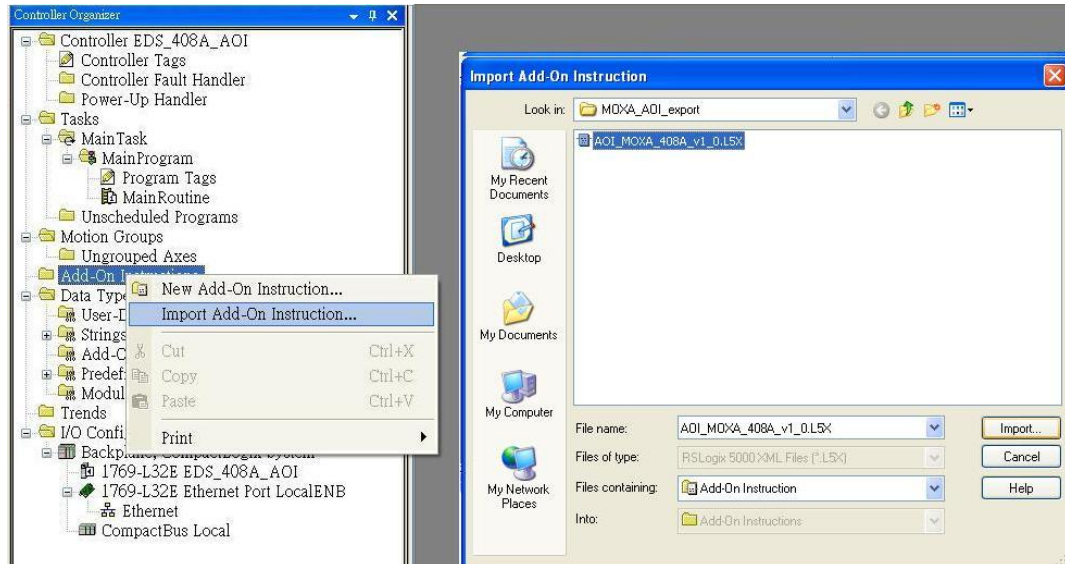 Controller Organizer
Controller EDS_408A_AOI
Controller Tags
Controller Fault Handler
Power-Up Handler
Tasks
MainTask
MainProgram
Program Tags
MainRoutine
Unscheduled Programs
Motion Groups
Ungrouped Axes
Add-On
Data Type
User-D
Strings
Add-O
Predef
Modul
Trends
I/O Confi
1769-L32E EDS_408A_AOI
1769-L32E Ethernet Port LocalENB
Ethernet
CompactBus Local
New Add-On Instruction...
Import Add-On Instruction...
Cut Ctrl+X
Copy Ctrl+C
Paste Ctrl+V
Print
Import Add-On Instruction
Look in: MOXA_AOI_export
AOI_MOXA_408A_v1_0.L5X
My Recent
Documents
Desktop
My Documents
My Computer
My Network
Places
File name: AOI_MOXA_408A_v1_0.L5X Import...
Files of type: RSLogix 5000 XML Files (*.L5X) Cancel
Files containing: Add-On Instruction Help
Into: Add-On Instructions